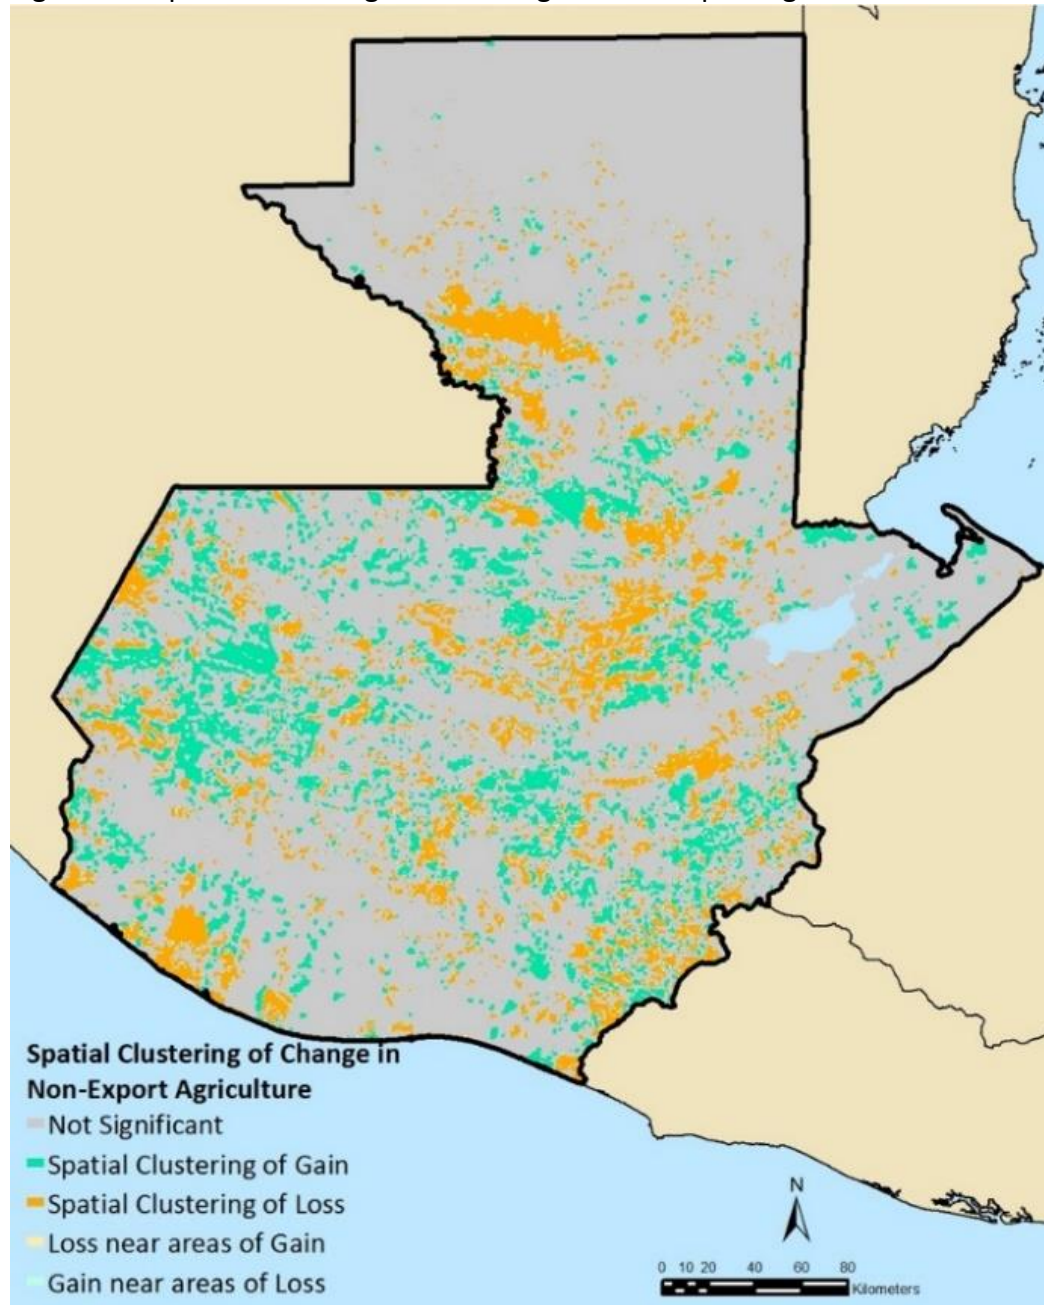 Spatial Clustering of Change in
Non-Export Agriculture
Not Significant
Spatial Clustering of Gain
Spatial Clustering of Loss
Loss near areas of Gain
Gain near areas of Loss
N
0 10 20 40 60 80
Kilometers